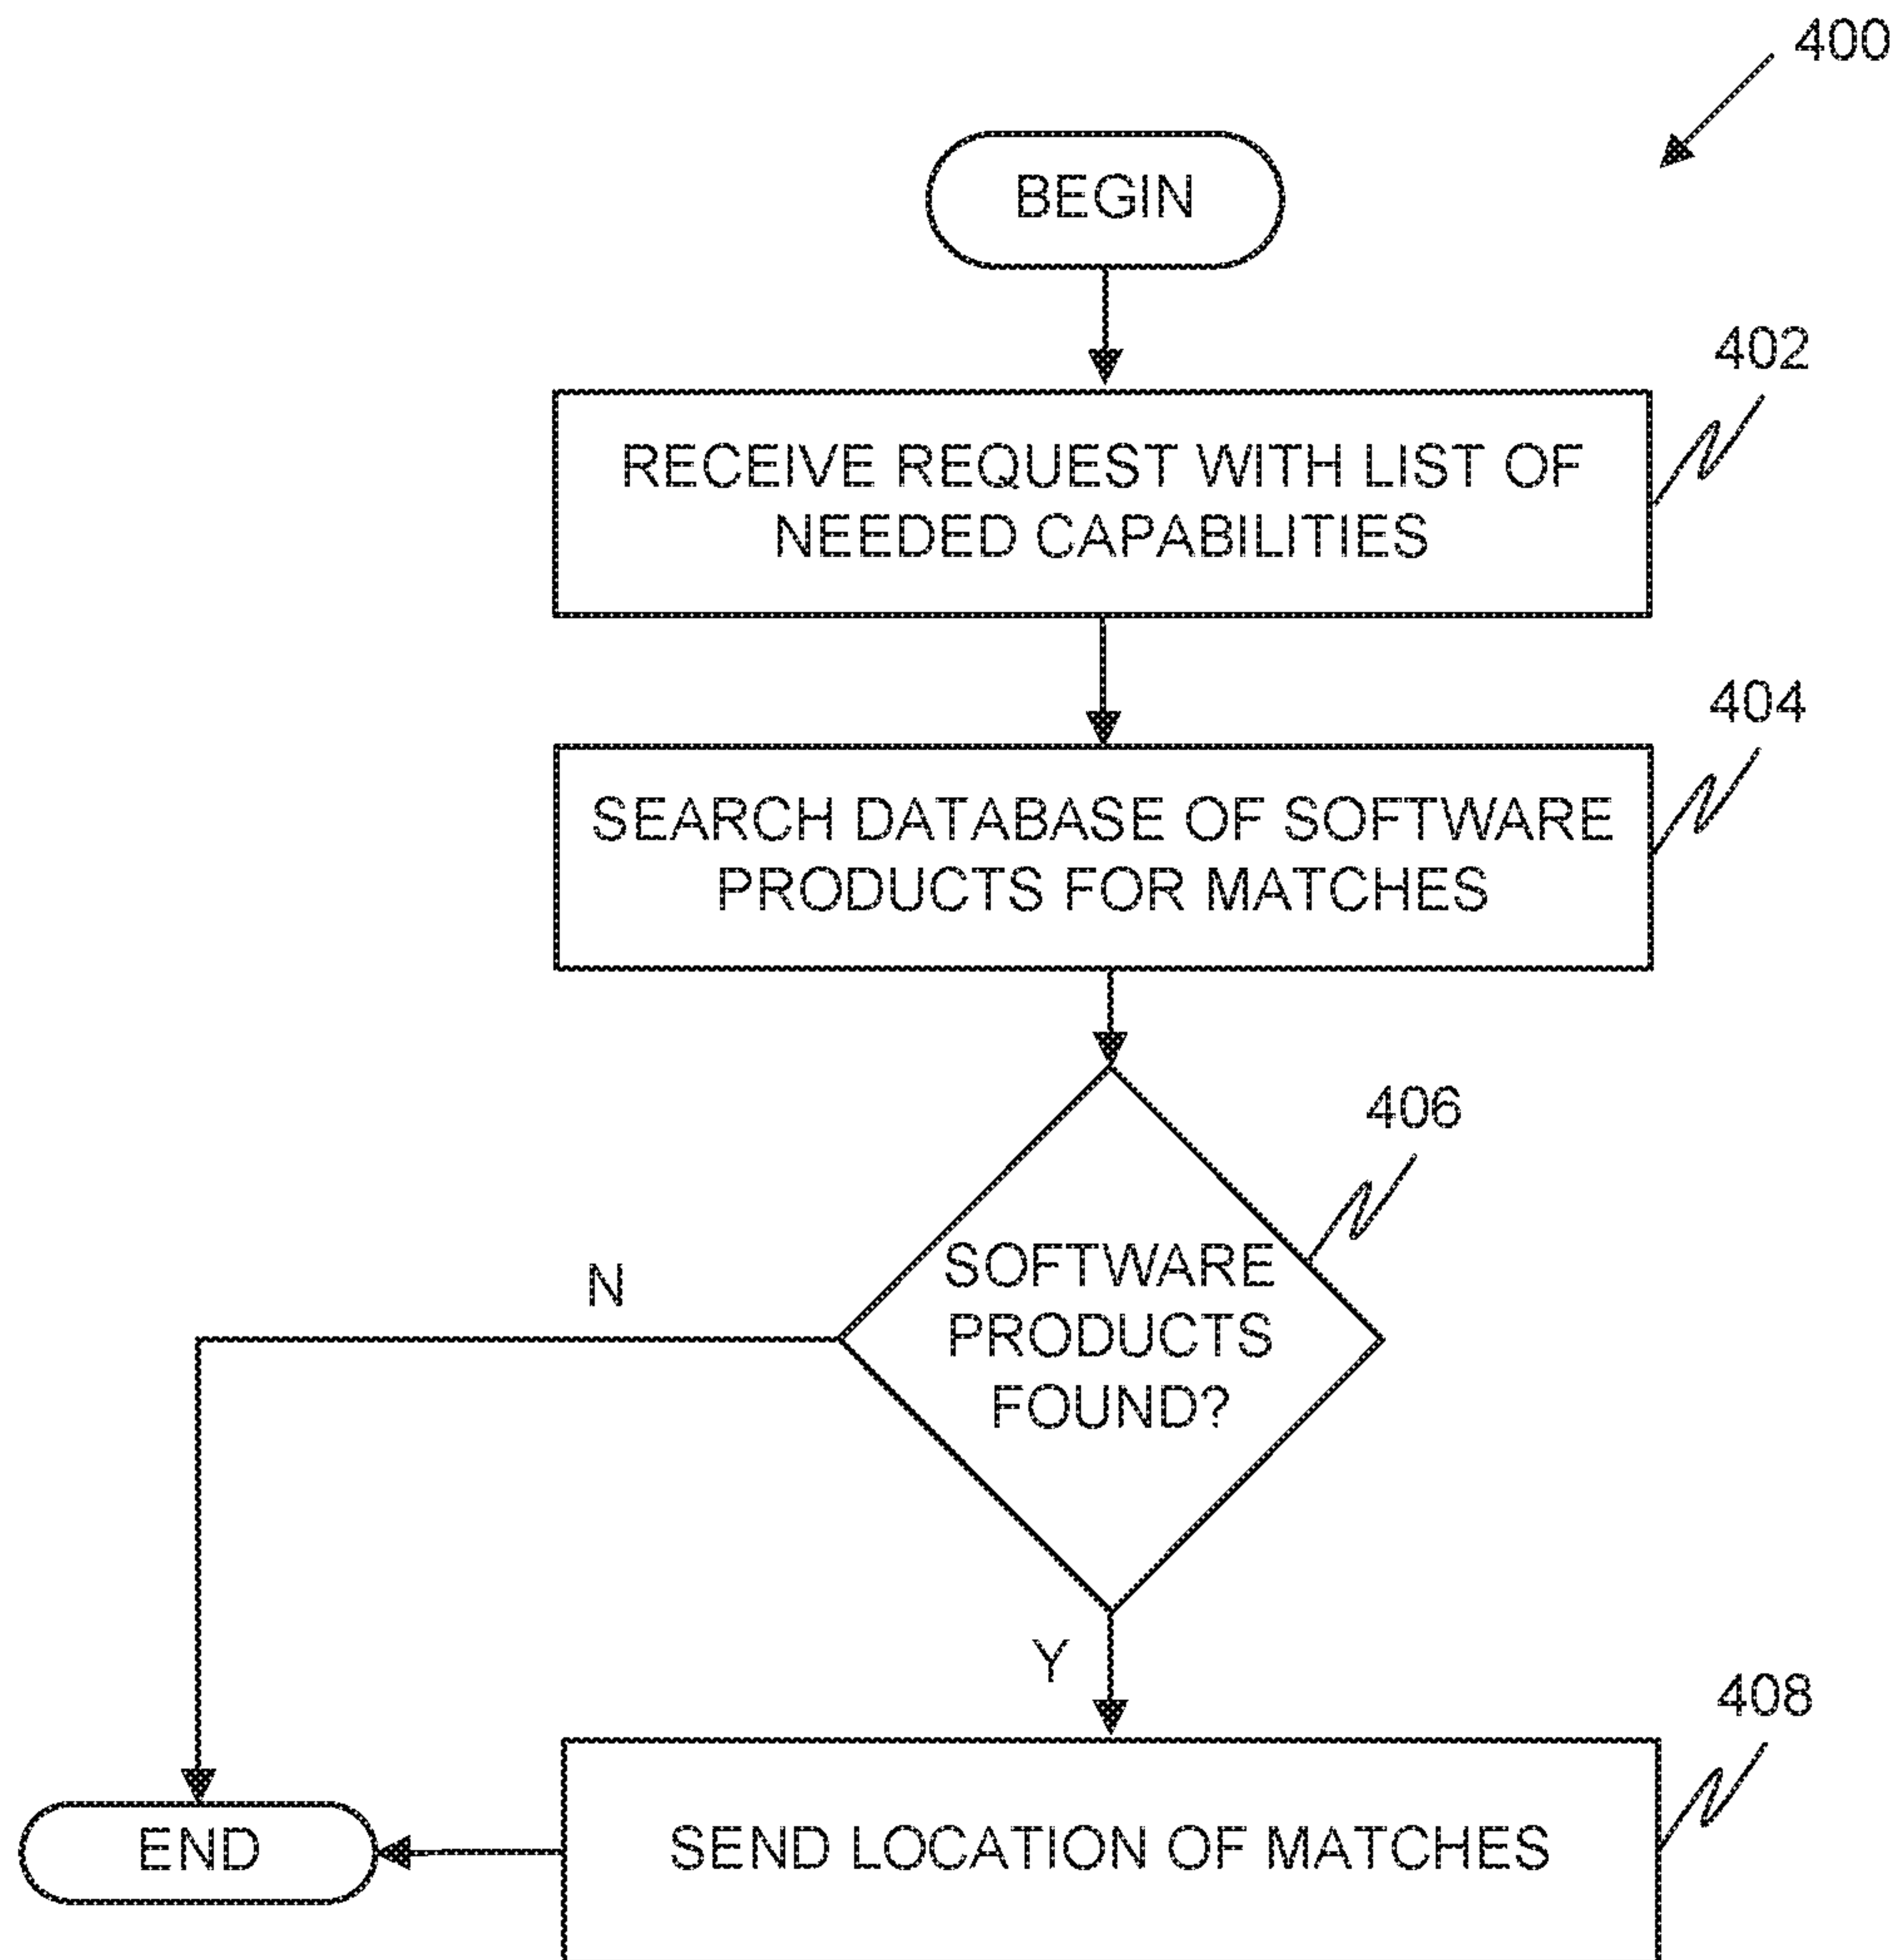 400
BEGIN
402
RECEIVE REQUEST WITH LIST OF
NEEDED CAPABILITIES
404
SEARCH DATABASE OF SOFTWARE
PRODUCTS FOR MATCHES
406
SOFTWARE
PRODUCTS
FOUND?
N
Y
408
SEND LOCATION OF MATCHES
END